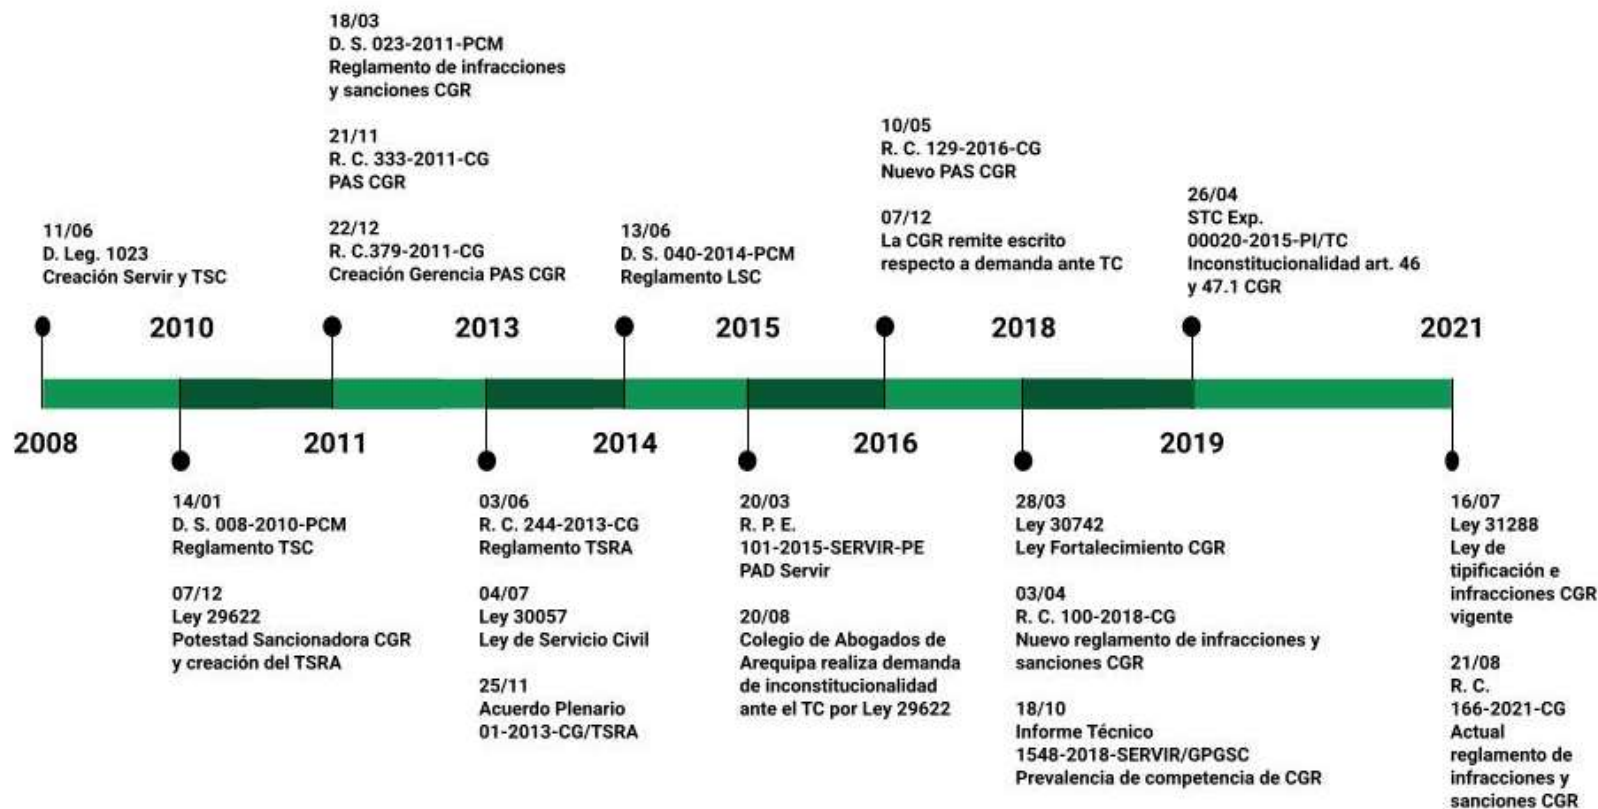 18/03
D. S. 023-2011-PCM
Reglamento de infracciones
y sanciones CGR
21/11
R. C. 333-2011-CG
PAS CGR
22/12
R. C.379-2011-CG
Creación Gerencia PAS CGR
11/06
D. Leg. 1023
Creación Servir y TSC
13/06
D. S. 040-2014-PCM
Reglamento LSC
10/05
R. C. 129-2016-CG
Nuevo PAS CGR
07/12
La CGR remite escrito
respecto a demanda ante TC
26/04
STC Exp.
00020-2015-PI/TC
Inconstitucionalidad art. 46
y 47.1 CGR
2010
2013
2015
2018
2021
2008
2011
2014
2016
2019
14/01
D. S. 008-2010-PCM
Reglamento TSC
07/12
Ley 29622
Potestad Sancionadora CGR
y creación del TSRA
03/06
R. C. 244-2013-CG
Reglamento TSRA
04/07
Ley 30057
Ley de Servicio Civil
25/11
Acuerdo Plenario
01-2013-CG/TSRA
20/03
R. P. E.
101-2015-SERVIR-PE
PAD Servir
20/08
Colegio de Abogados de
Arequipa realiza demanda
de inconstitucionalidad
ante el TC por Ley 29622
28/03
Ley 30742
Ley Fortalecimiento CGR
03/04
R. C. 100-2018-CG
Nuevo reglamento de infracciones y
sanciones CGR
18/10
Informe Técnico
1548-2018-SERVIR/GPGSC
Prevalencia de competencia de CGR
16/07
Ley 31288
Ley de
tipificación e
infracciones CGR
vigente
21/08
R. C.
166-2021-CG
Actual
reglamento de
infracciones y
sanciones CGR